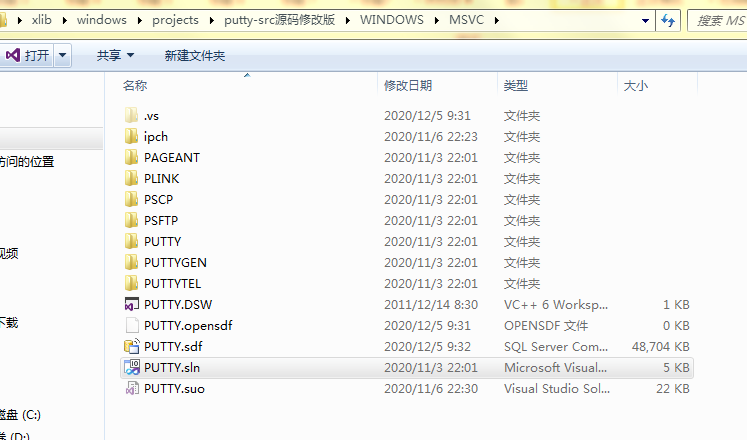 xlib windows projects putty-src源码修改版 WINDOWS MSVC 搜索 MS
打开 共享 新建文件夹
名称 修改日期 类型 大小
.vs 2020/12/5 9:31 文件夹
ipch 2020/11/6 22:23 文件夹
PAGEANT 2020/11/3 22:01 文件夹
访问的位置 PLINK 2020/11/3 22:01 文件夹
PSCP 2020/11/3 22:01 文件夹
PSFTP 2020/11/3 22:01 文件夹
PUTTY 2020/11/3 22:01 文件夹
视频 PUTTYGEN 2020/11/3 22:01 文件夹
PUTTYTEL 2020/11/3 22:01 文件夹
PUTTY.DSW 2011/12/14 8:30 VC++ 6 Worksp... 1 KB
下载 PUTTY.opensdf 2020/12/5 9:31 OPENSDF 文件 0 KB
PUTTY.sdf 2020/12/5 9:32 SQL Server Com... 48,704 KB
PUTTY.sln 2020/11/3 22:01 Microsoft Visual... 5 KB
PUTTY.suo 2020/11/6 22:30 Visual Studio Sol... 22 KB
磁盘 (C:)
(D:)